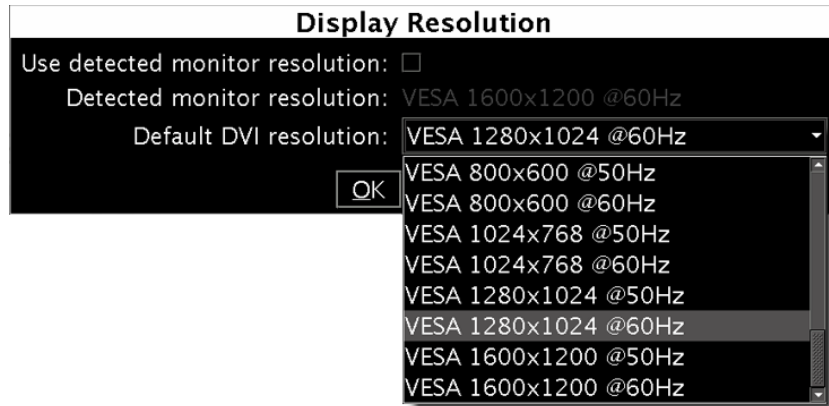 Display Resolution
Use detected monitor resolution:
Detected monitor resolution: VESA 1600x1200 @60Hz
Default DVI resolution: VESA 1280x1024 @60Hz
OK
VESA 800x600 @50Hz
VESA 800x600 @60Hz
VESA 1024x768 @50Hz
VESA 1024x768 @60Hz
VESA 1280x1024 @50Hz
VESA 1280x1024 @60Hz
VESA 1600x1200 @50Hz
VESA 1600x1200 @60Hz